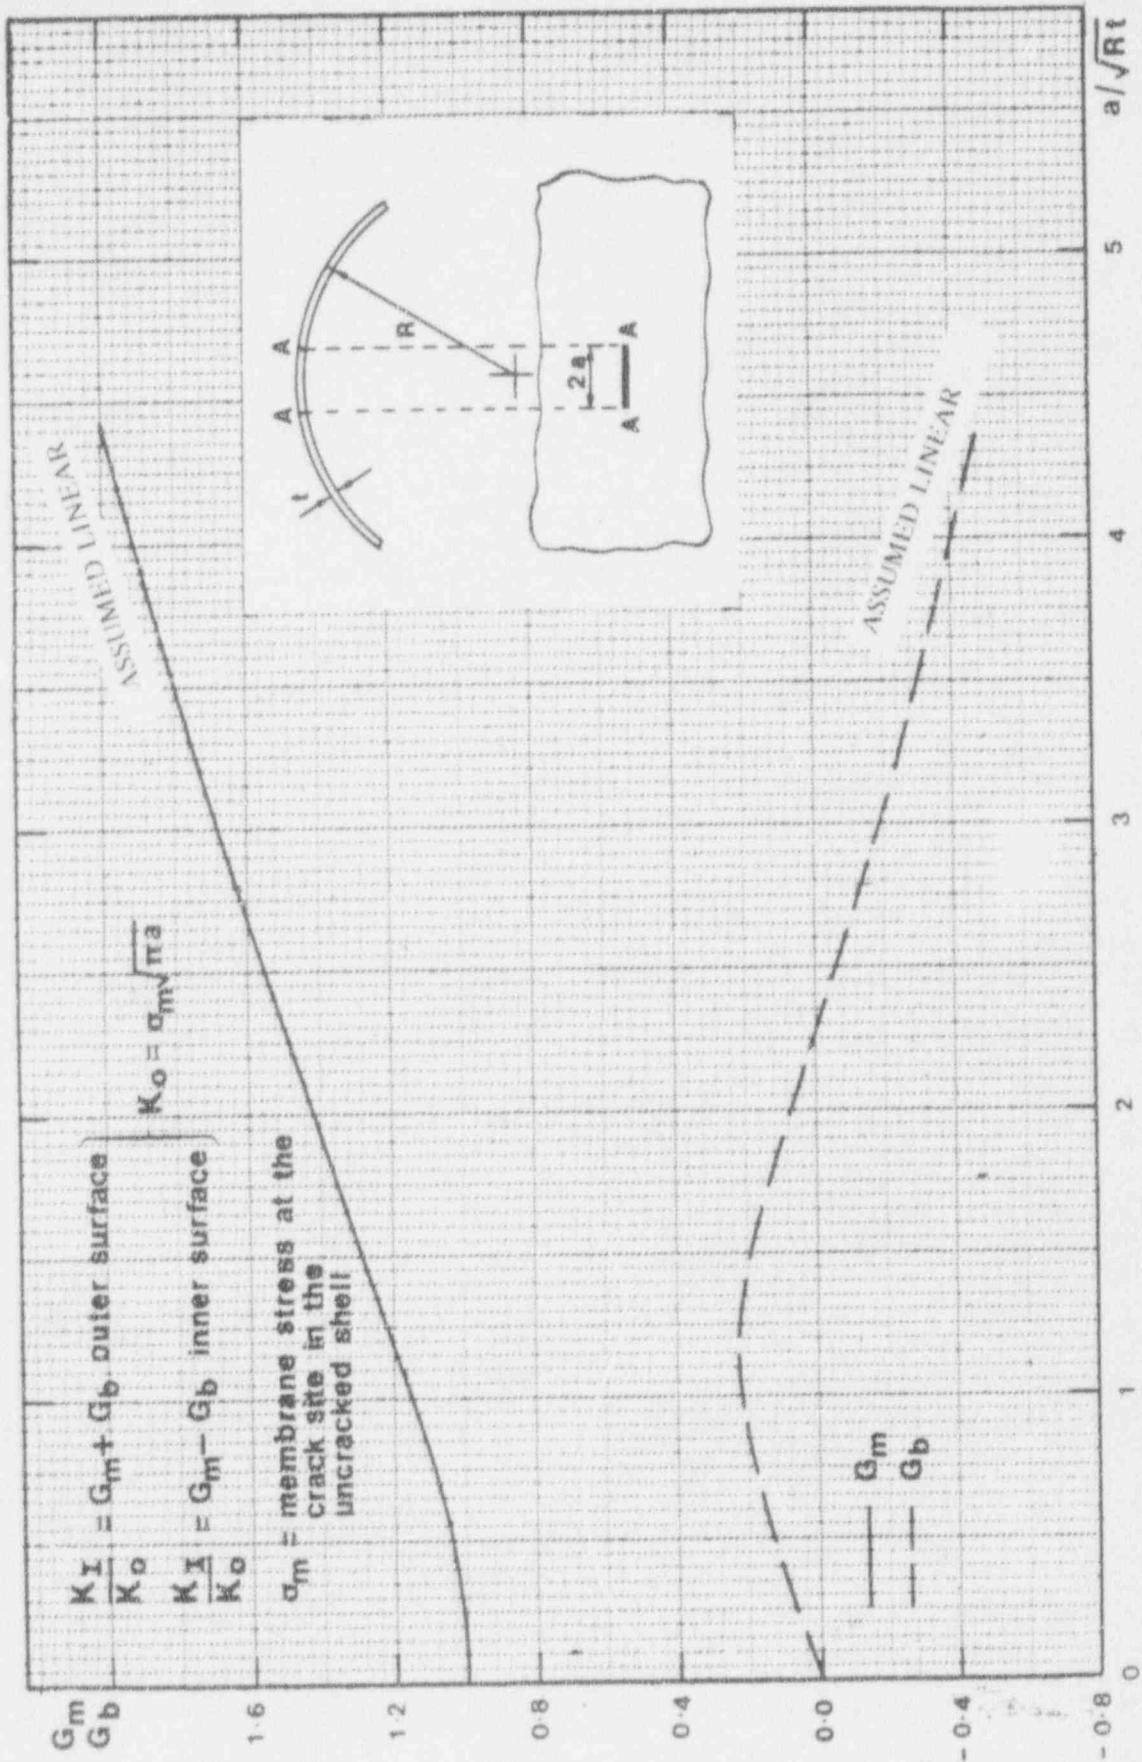 G_m
G_b
K_I/K_o = G_m + G_b outer surface
K_I/K_o = G_m - G_b inner surface
K_o = σ_m√πa
σ_m = membrane stress at the
crack site in the
uncracked shell
ASSUMED LINEAR
A A
t
R
2a
A A
ASSUMED LINEAR
G_m
G_b
1·6
1·2
0·8
0·4
0·0
-0·4
-0·8
0 1 2 3 4 5 a/√Rt